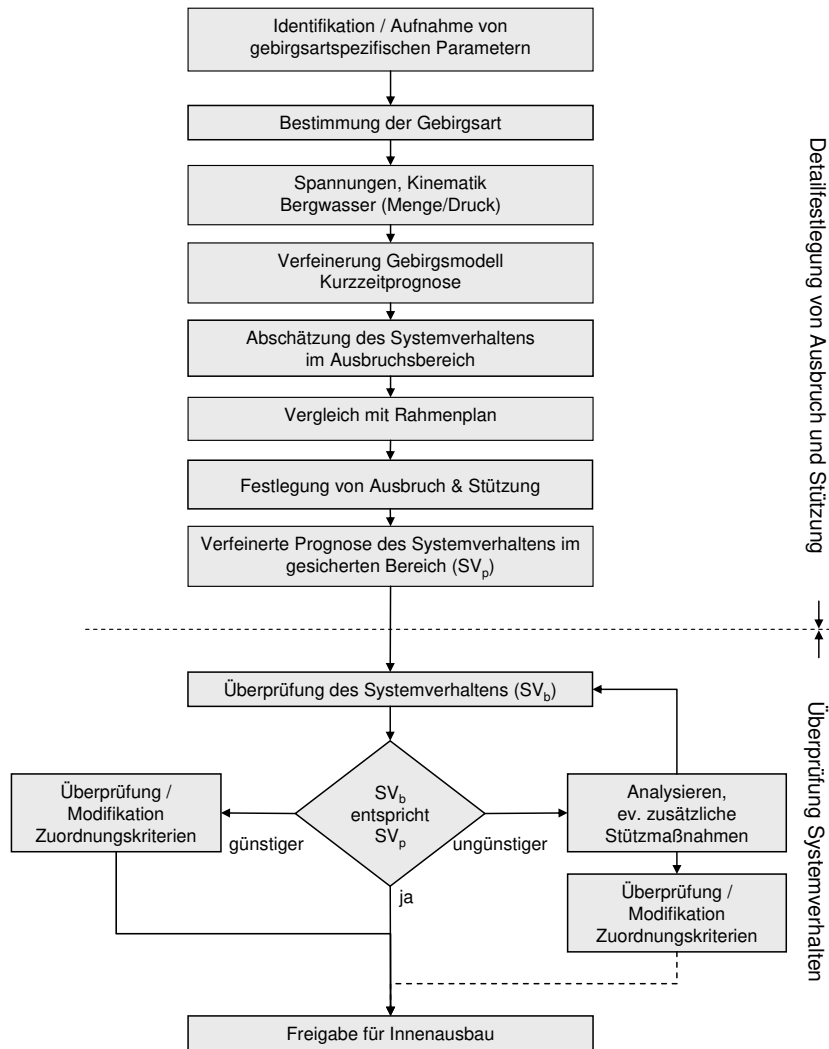 Identifikation / Aufnahme von
gebirgsartspezifischen Parametern
Bestimmung der Gebirgsart
Spannungen, Kinematik
Bergwasser (Menge/Druck)
Verfeinerung Gebirgsmodell
Kurzzeitprognose
Abschätzung des Systemverhaltens
im Ausbruchsbereich
Vergleich mit Rahmenplan
Festlegung von Ausbruch & Stützung
Verfeinerte Prognose des Systemverhaltens im
gesicherten Bereich (SVp)
Detailfestlegung von Ausbruch und Stützung
Überprüfung des Systemverhaltens (SVb)
SVb
entspricht
SVp
günstiger
ungünstiger
ja
Überprüfung /
Modifikation
Zuordnungskriterien
Analysieren,
ev. zusätzliche
Stützmaßnahmen
Überprüfung /
Modifikation
Zuordnungskriterien
Freigabe für Innenausbau
Überprüfung Systemverhalten